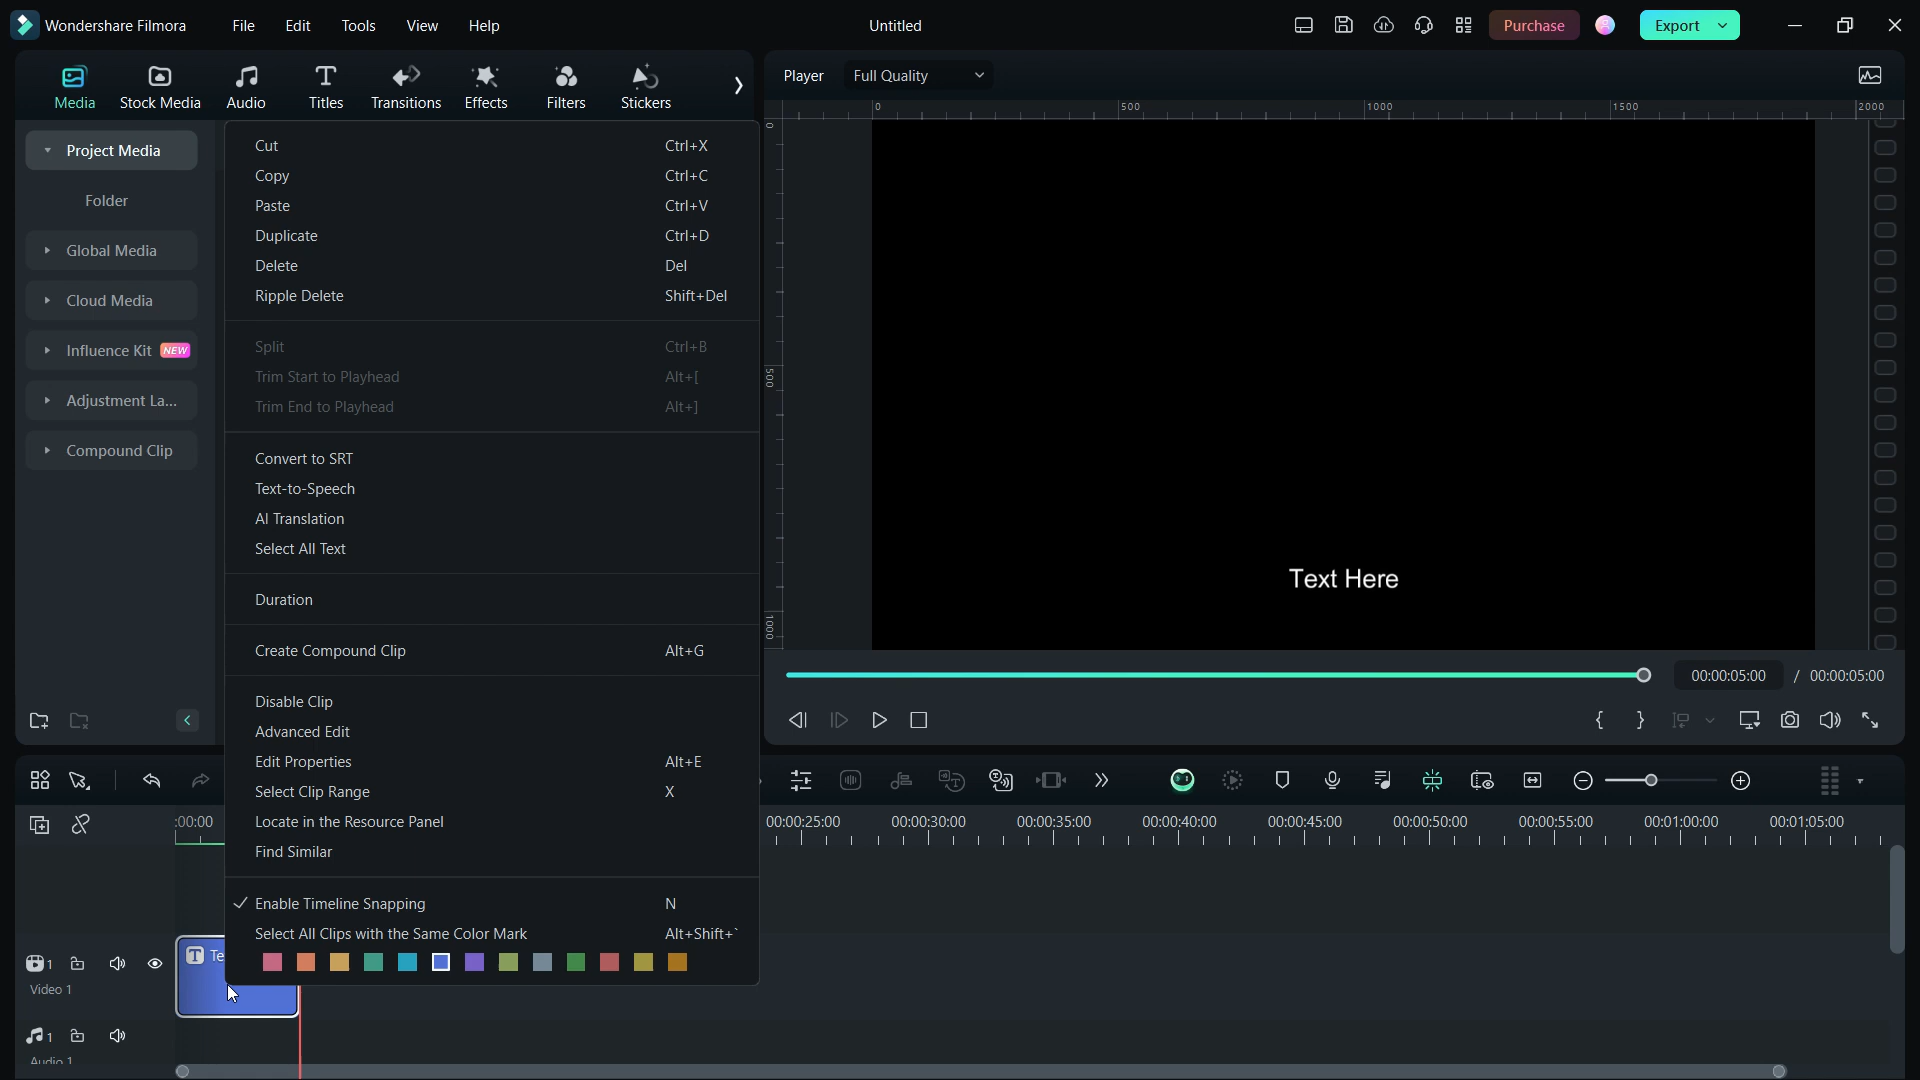 Wondershare Filmora
File Edit Tools View Help
Untitled
Purchase
Export
Media Stock Media Audio Titles Transitions Effects Filters Stickers
Player Full Quality
0 500 1000 1500 2000
0
500
1000
Project Media
Folder
Global Media
Cloud Media
Influence Kit NEW
Adjustment La...
Compound Clip
Cut Ctrl+X
Copy Ctrl+C
Paste Ctrl+V
Duplicate Ctrl+D
Delete Del
Ripple Delete Shift+Del
Split Ctrl+B
Trim Start to Playhead Alt+[
Trim End to Playhead Alt+]
Convert to SRT
Text-to-Speech
AI Translation
Select All Text
Duration
Create Compound Clip Alt+G
Disable Clip
Advanced Edit
Edit Properties Alt+E
Select Clip Range X
Locate in the Resource Panel
Find Similar
Enable Timeline Snapping N
Select All Clips with the Same Color Mark Alt+Shift+`
Text Here
00:00:05:00 / 00:00:05:00
:00:00 00:00:25:00 00:00:30:00 00:00:35:00 00:00:40:00 00:00:45:00 00:00:50:00 00:00:55:00 00:01:00:00 00:01:05:00
1
Video 1
T Te
1
Audio 1